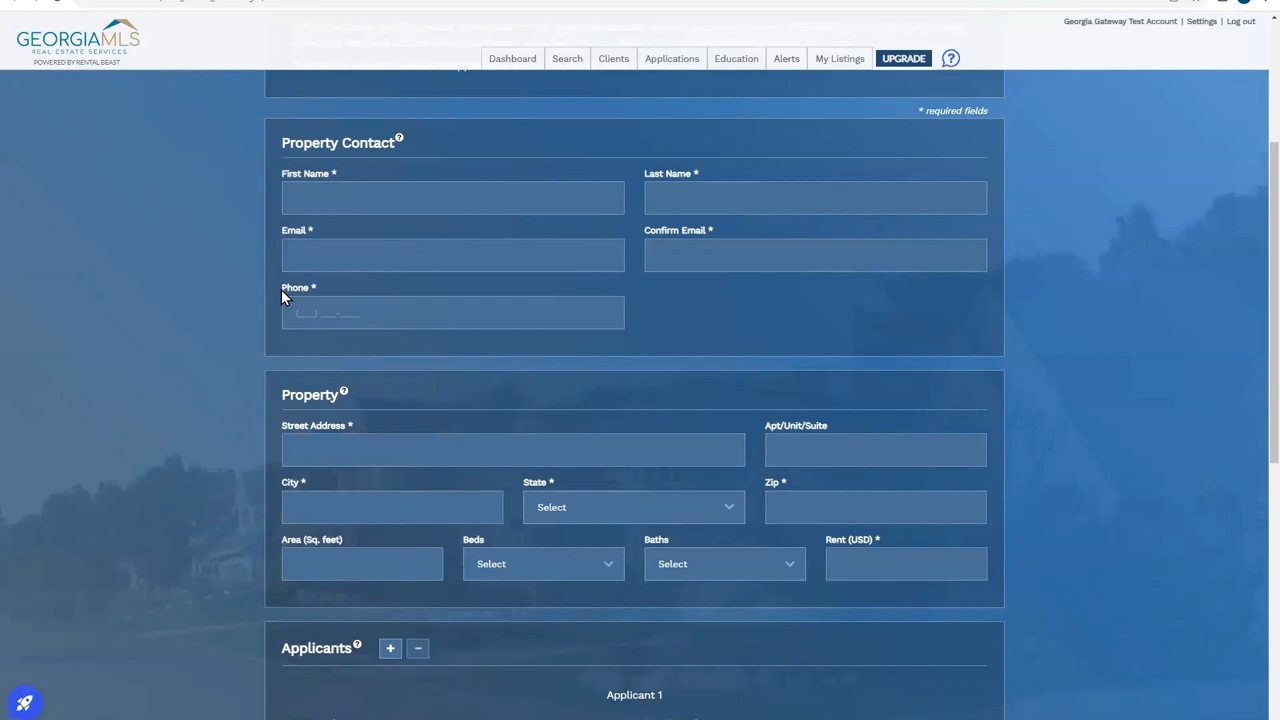 Georgia Gateway Test Account | Settings | Log out
GEORGIAMLS
REAL ESTATE SERVICES
POWERED BY RENTAL BEAST
Dashboard Search Clients Applications Education Alerts My Listings UPGRADE ?
* required fields
Property Contact ?
First Name * Last Name *
Email * Confirm Email *
Phone *
(___) ___-____
Property ?
Street Address * Apt/Unit/Suite
City * State * Zip *
Select
Area (Sq. feet) Beds Baths Rent (USD) *
Select Select
Applicants ? + -
Applicant 1